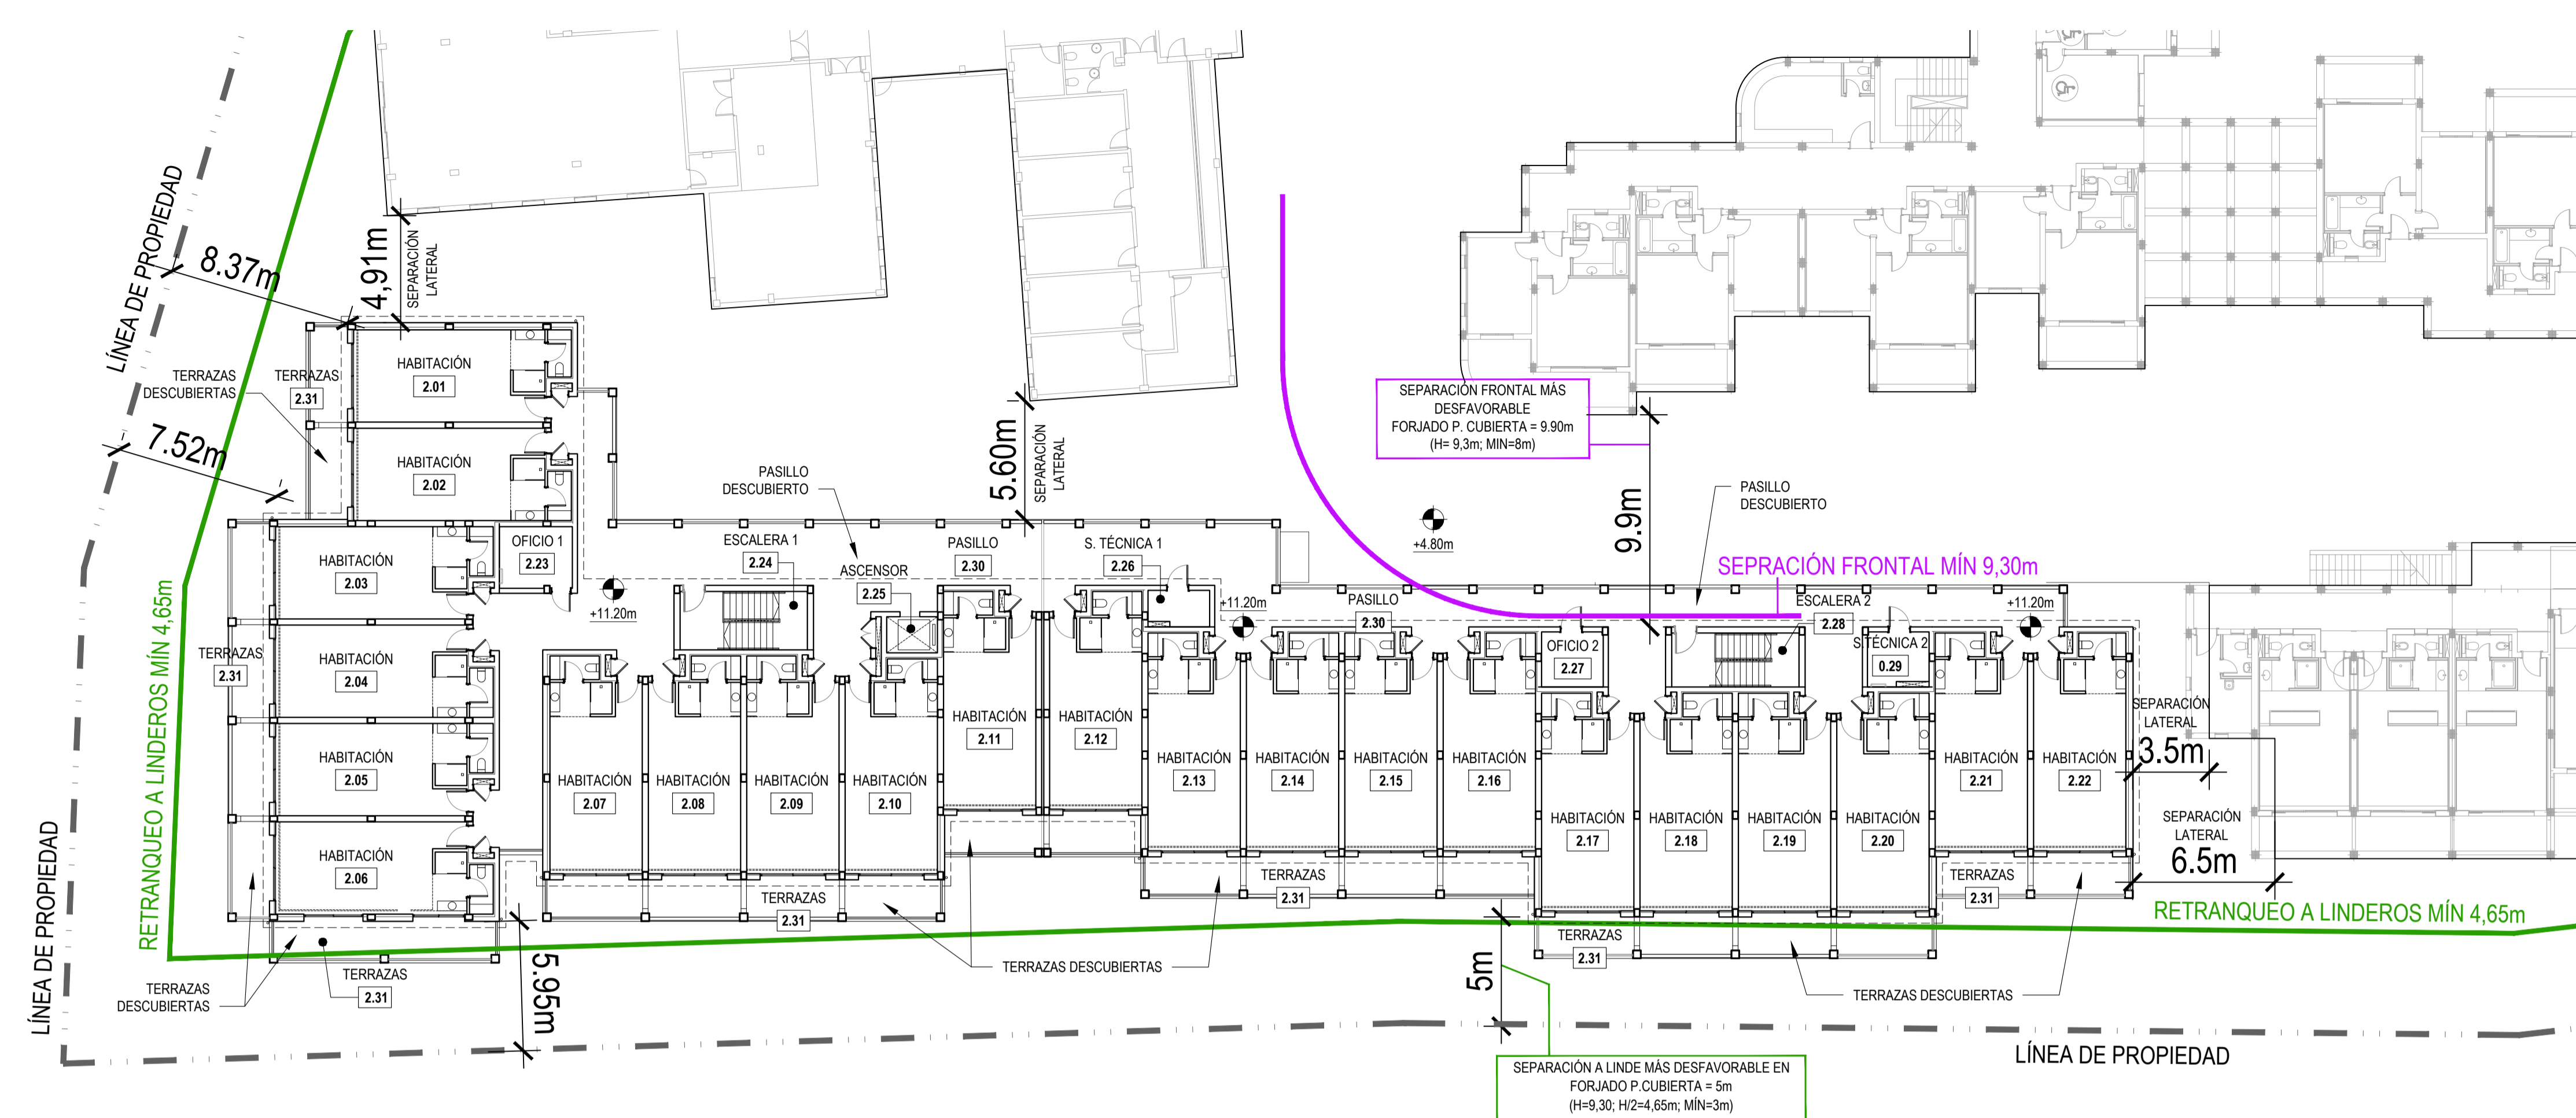 LÍNEA DE PROPIEDAD
8.37m
4,91m
SEPARACIÓN
LATERAL
7.52m
TERRAZAS
DESCUBIERTAS
TERRAZAS
2.31
HABITACIÓN
2.01
HABITACIÓN
2.02
PASILLO
DESCUBIERTO
5.60m
SEPARACIÓN
LATERAL
SEPARACIÓN FRONTAL MÁS
DESFAVORABLE
FORJADO P. CUBIERTA = 9.90m
(H= 9,3m; MIN=8m)
9.9m
+4.80m
PASILLO
DESCUBIERTO
SEPRACIÓN FRONTAL MÍN 9,30m
HABITACIÓN
2.03
OFICIO 1
2.23
+11.20m
ESCALERA 1
2.24
ASCENSOR
2.25
PASILLO
2.30
S. TÉCNICA 1
2.26
+11.20m
PASILLO
2.30
ESCALERA 2
2.28
+11.20m
RETRANQUEO A LINDEROS MÍN 4,65m
TERRAZAS
2.31
HABITACIÓN
2.04
HABITACIÓN
2.05
HABITACIÓN
2.06
HABITACIÓN
2.07
HABITACIÓN
2.08
HABITACIÓN
2.09
HABITACIÓN
2.10
HABITACIÓN
2.11
HABITACIÓN
2.12
HABITACIÓN
2.13
HABITACIÓN
2.14
HABITACIÓN
2.15
HABITACIÓN
2.16
OFICIO 2
2.27
S.TÉCNICA 2
0.29
HABITACIÓN
2.17
HABITACIÓN
2.18
HABITACIÓN
2.19
HABITACIÓN
2.20
HABITACIÓN
2.21
HABITACIÓN
2.22
SEPARACIÓN
LATERAL
3.5m
SEPARACIÓN
LATERAL
6.5m
RETRANQUEO A LINDEROS MÍN 4,65m
LÍNEA DE PROPIEDAD
TERRAZAS
DESCUBIERTAS
TERRAZAS
2.31
5.95m
TERRAZAS
2.31
TERRAZAS DESCUBIERTAS
TERRAZAS
2.31
5m
TERRAZAS
2.31
TERRAZAS
2.31
TERRAZAS DESCUBIERTAS
LÍNEA DE PROPIEDAD
SEPARACIÓN A LINDE MÁS DESFAVORABLE EN
FORJADO P.CUBIERTA = 5m
(H=9,30; H/2=4,65m; MÍN=3m)